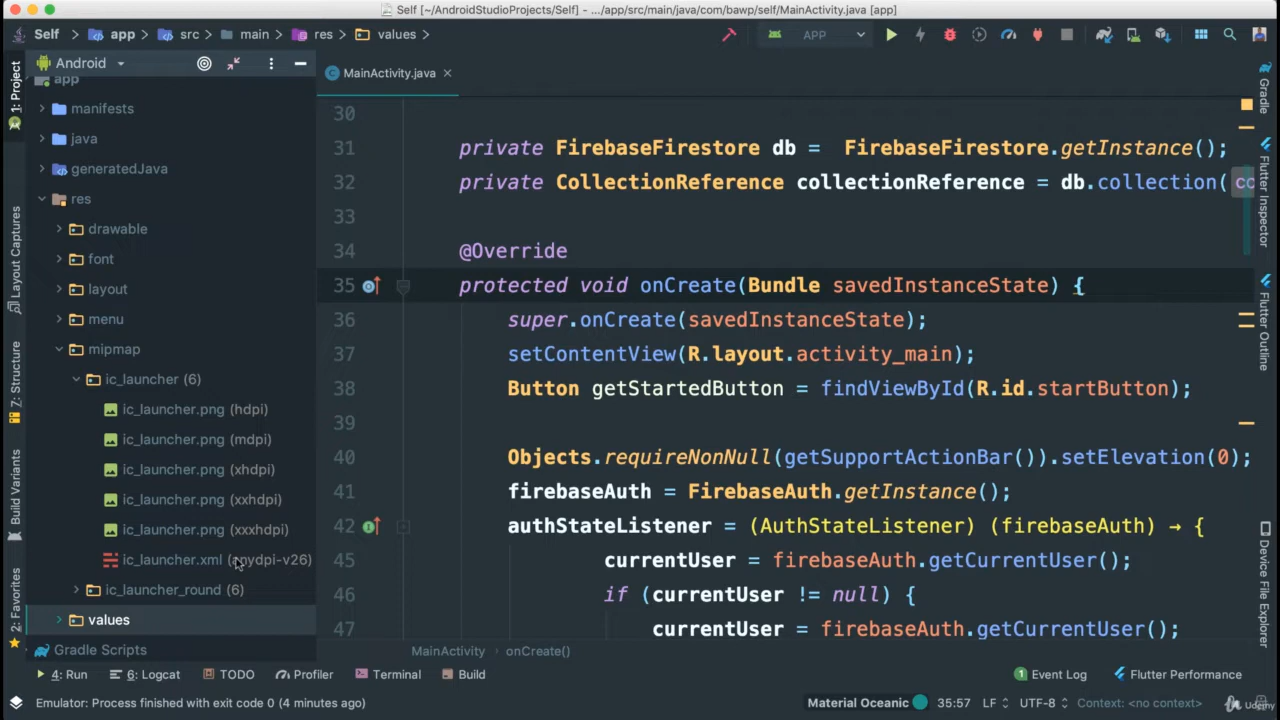 Self [~/AndroidStudioProjects/Self] - .../app/src/main/java/com/bawp/self/MainActivity.java [app]
Self app src main res values
APP
Android
MainActivity.java
1: Project
Layout Captures
Z: Structure
Build Variants
2: Favorites
app
manifests
java
generatedJava
res
drawable
font
layout
menu
mipmap
ic_launcher (6)
ic_launcher.png (hdpi)
ic_launcher.png (mdpi)
ic_launcher.png (xhdpi)
ic_launcher.png (xxhdpi)
ic_launcher.png (xxxhdpi)
ic_launcher.xml (anydpi-v26)
ic_launcher_round (6)
values
Gradle Scripts
30
31 private FirebaseFirestore db = FirebaseFirestore.getInstance();
32 private CollectionReference collectionReference = db.collection( co
33
34 @Override
35 protected void onCreate(Bundle savedInstanceState) {
36 super.onCreate(savedInstanceState);
37 setContentView(R.layout.activity_main);
38 Button getStartedButton = findViewById(R.id.startButton);
39
40 Objects.requireNonNull(getSupportActionBar()).setElevation(0);
41 firebaseAuth = FirebaseAuth.getInstance();
42 authStateListener = (AuthStateListener) (firebaseAuth) → {
45 currentUser = firebaseAuth.getCurrentUser();
46 if (currentUser != null) {
47 currentUser = firebaseAuth.getCurrentUser();
MainActivity onCreate()
Gradle
Flutter Inspector
Flutter Outline
Device File Explorer
4: Run 6: Logcat TODO Profiler Terminal Build 1 Event Log Flutter Performance
Emulator: Process finished with exit code 0 (4 minutes ago) Material Oceanic 35:57 LF UTF-8 Context: <no context>
Udemy